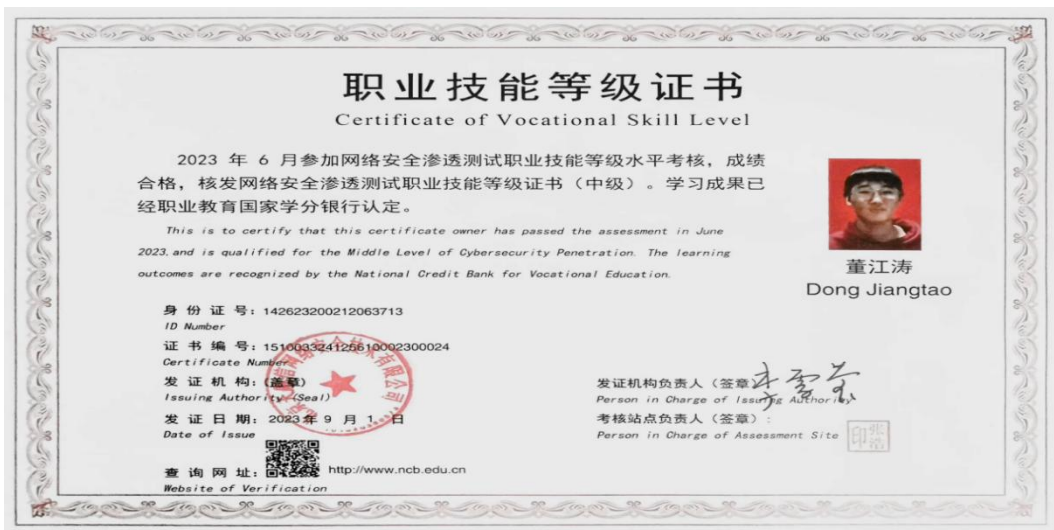 职业技能等级证书
Certificate of Vocational Skill Level
2023 年 6 月参加网络安全渗透测试职业技能等级水平考核,成绩
合格,核发网络安全渗透测试职业技能等级证书(中级)。学习成果已
经职业教育国家学分银行认定。
This is to certify that this certificate owner has passed the assessment in June
2023, and is qualified for the Middle Level of Cybersecurity Penetration. The learning
outcomes are recognized by the National Credit Bank for Vocational Education.
董江涛
Dong Jiangtao
身 份 证 号: 142623200212063713
ID Number
证 书 编 号: 151003324125610002300024
Certificate Number
发 证 机 构:(盖章)
Issuing Authority (Seal)
发 证 日 期: 2023 年 9 月 1 日
Date of Issue
查 询 网 址: http://www.ncb.edu.cn
Website of Verification
发证机构负责人(签章)
Person in Charge of Issuing Authority
考核站点负责人(签章):
Person in Charge of Assessment Site